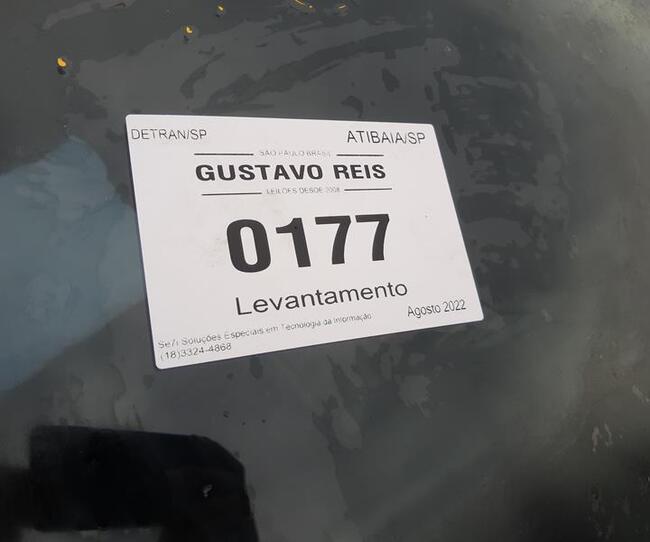 DETRAN/SP
ATIBAIA/SP
SÃO PAULO BRASIL
GUSTAVO REIS
LEILÕES DESDE 2008
0177
Levantamento
Agosto 2022
Se7i Soluções Especiais em Tecnologia da Informação
(18)3324-4868